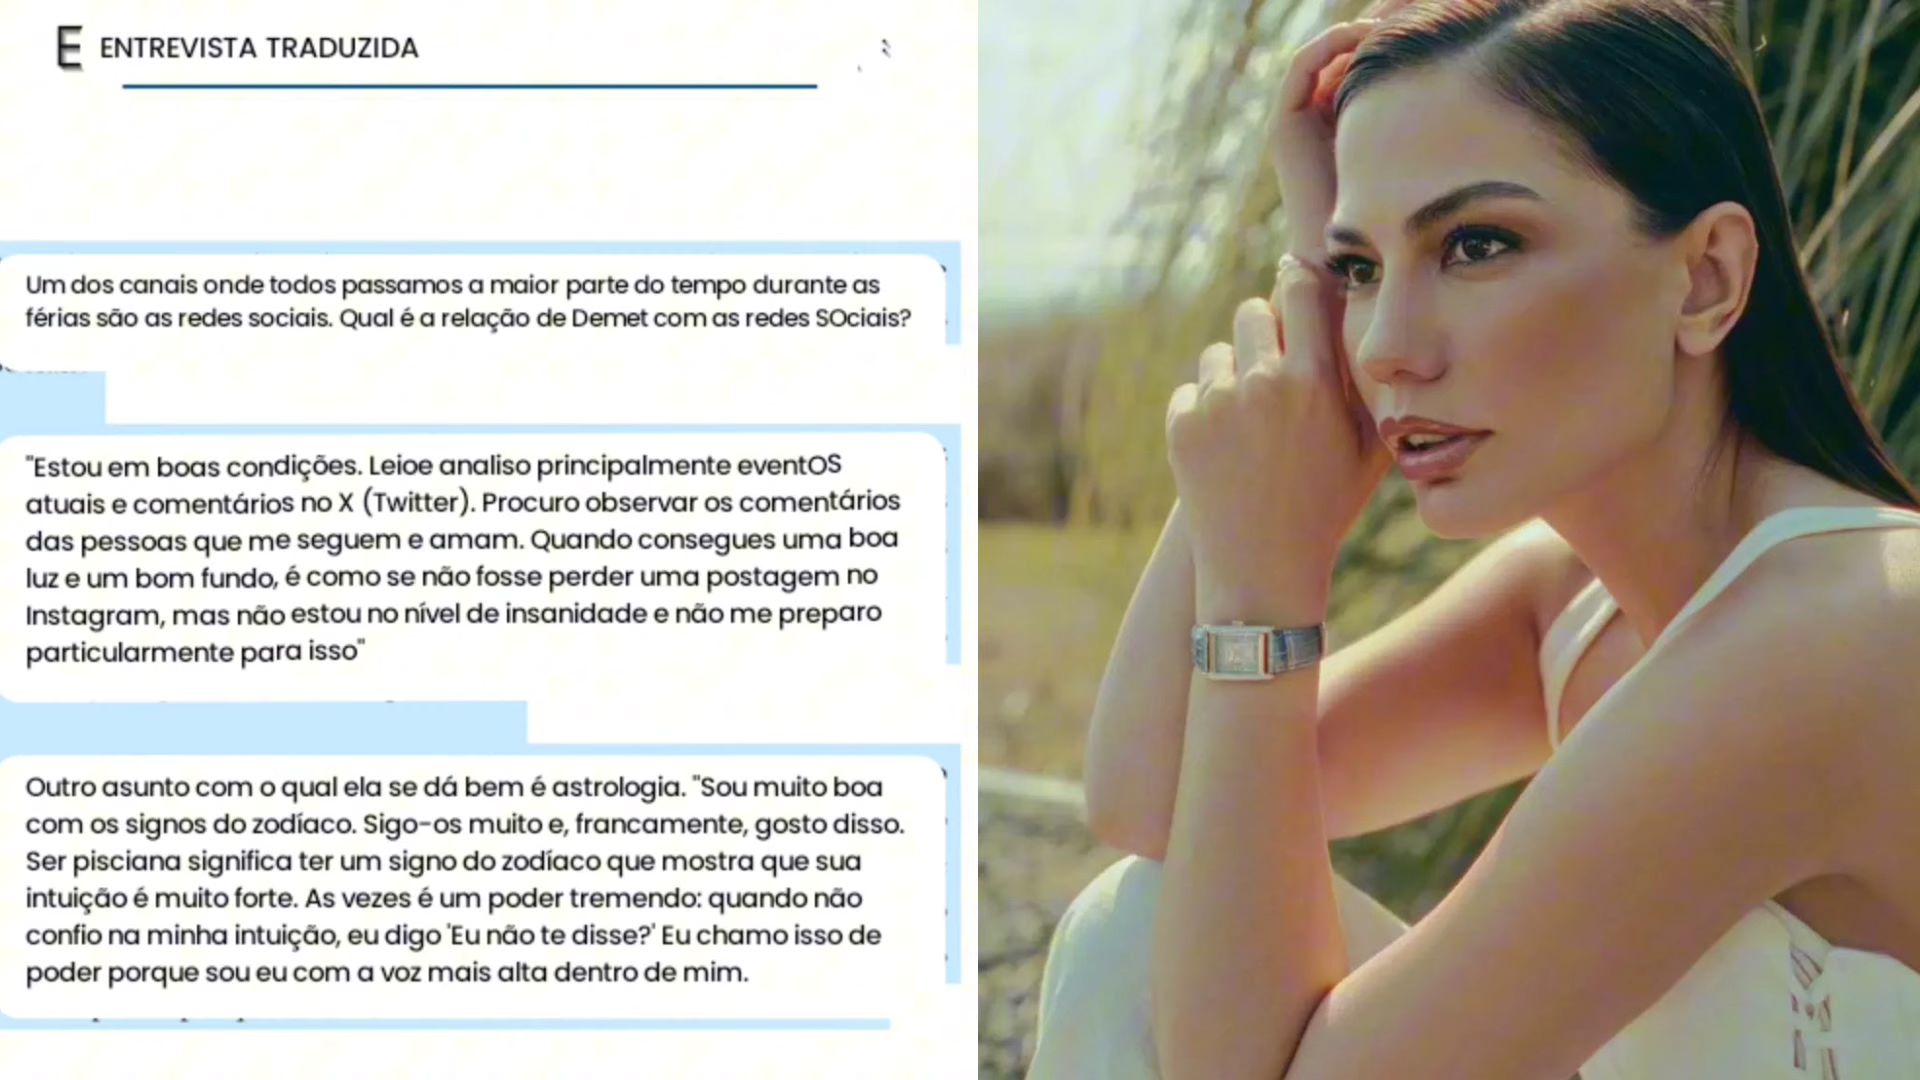 E ENTREVISTA TRADUZIDA
Um dos canais onde todos passamos a maior parte do tempo durante as
férias são as redes sociais. Qual é a relação de Demet com as redes SOciais?
"Estou em boas condições. Leioe analiso principalmente eventOS
atuais e comentários no X (Twitter). Procuro observar os comentários
das pessoas que me seguem e amam. Quando consegues uma boa
luz e um bom fundo, é como se não fosse perder uma postagem no
Instagram, mas não estou no nível de insanidade e não me preparo
particularmente para isso"
Outro asunto com o qual ela se dá bem é astrologia. "Sou muito boa
com os signos do zodíaco. Sigo-os muito e, francamente, gosto disso.
Ser pisciana significa ter um signo do zodíaco que mostra que sua
intuição é muito forte. As vezes é um poder tremendo: quando não
confio na minha intuição, eu digo 'Eu não te disse?' Eu chamo isso de
poder porque sou eu com a voz mais alta dentro de mim.